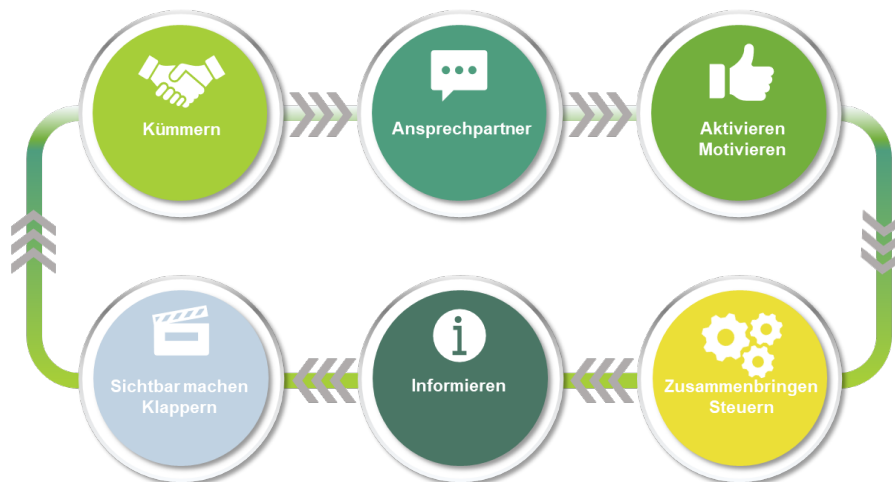 Kümmern
Ansprechpartner
Aktivieren
Motivieren
Sichtbar machen
Klappern
Informieren
Zusammenbringen
Steuern